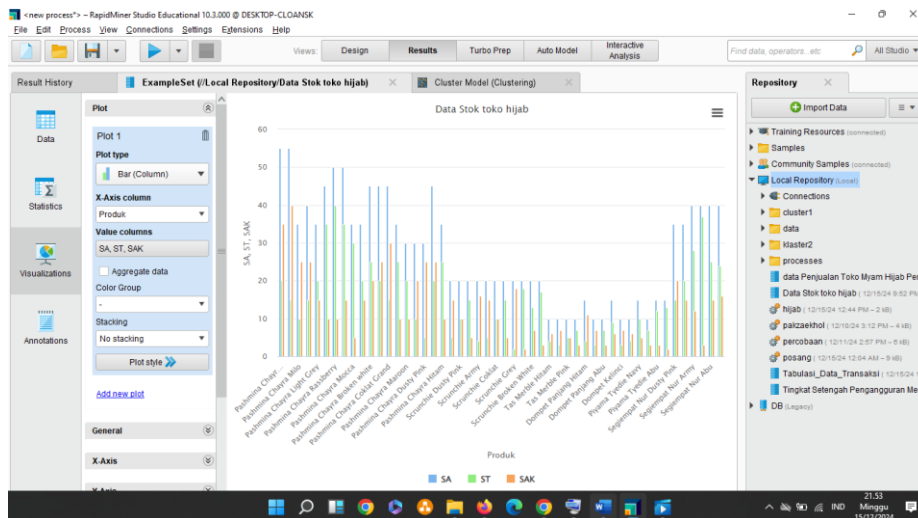 <new process*> – RapidMiner Studio Educational 10.3.000 @ DESKTOP-CLOANSK
File Edit Process View Connections Settings Extensions Help
Views: Design Results Turbo Prep Auto Model Interactive Analysis
Find data, operators...etc All Studio
Result History
ExampleSet (//Local Repository/Data Stok toko hijab)
Cluster Model (Clustering)
Data
Statistics
Visualizations
Annotations
Plot
Plot 1
Plot type
Bar (Column)
X-Axis column
Produk
Value columns
SA, ST, SAK
Aggregate data
Color Group
-
Stacking
No stacking
Plot style
Add new plot
General
X-Axis
Data Stok toko hijab
SA, ST, SAK
60
50
40
30
20
10
0
Pashmina Chayr...
Pashmina Chayra Milo
Pashmina Chayra Light Grey
Pashmina Chayra Rassberry
Pashmina Chayra Mocca
Pashmina Chayra Broken white
Pashmina Chayra Coklat Grand
Pashmina Chayra Maroon
Pashmina Chayra Dusty Pink
Pashmina Chayra Hitam
Scrunchie Dusty Pink
Scrunchie Army
Scrunchie Coklat
Scrunchie Grey
Scrunchie Broken White
Tas Merble Hitam
Tas Merble Pink
Dompet Panjang Hitam
Dompet Panjang Abu
Dompet Kelinci
Piyama Tyedie Navy
Piyama Tyedie Abu
Segiempat Nur Dusty Pink
Segiempat Nur Army
Segiempat Nur Abu
Produk
SA ST SAK
Repository
Import Data
Training Resources (connected)
Samples
Community Samples (connected)
Local Repository (Local)
Connections
cluster1
data
klaster2
processes
data Penjualan Toko Myam Hijab Pe
Data Stok toko hijab ( 12/15/24 9:52 PM
hijab ( 12/15/24 12:44 PM – 2 kB)
pakzaekhol ( 12/10/24 3:12 PM – 4 kB)
percobaan ( 12/11/24 2:57 PM – 6 kB)
posang ( 12/15/24 12:04 AM – 9 kB)
Tabulasi_Data_Transaksi ( 12/15/24
Tingkat Setengah Pengangguran Me
DB (Legacy)
IND
21.53
Minggu
15/12/2024